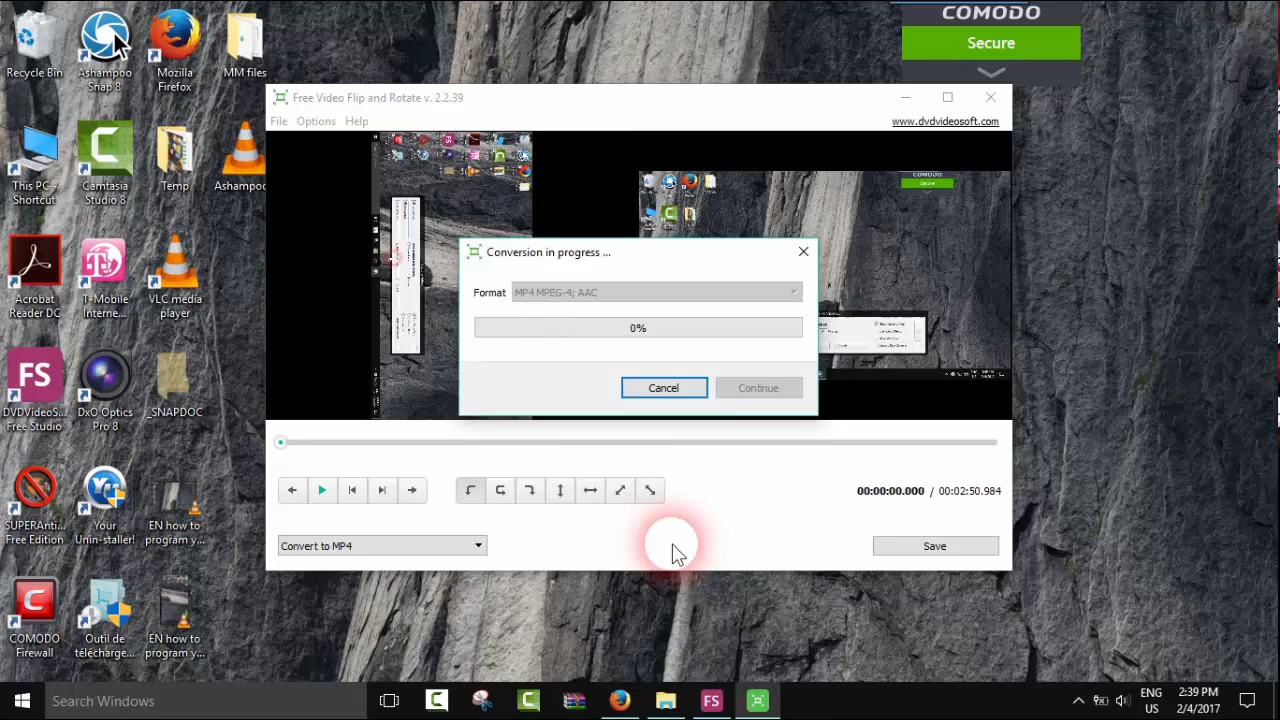 COMODO
Secure
Recycle Bin
Ashampoo
Snap 8
Mozilla
Firefox
MM files
This PC -
Shortcut
Camtasia
Studio 8
Temp
Ashampoo
Acrobat
Reader DC
T-Mobile
Interne...
VLC media
player
FS
DVDVideoS...
Free Studio
DxO Optics
Pro 8
_SNAPDOC
SUPERAnti...
Free Edition
Your
Unin-staller!
EN how to
program y...
COMODO
Firewall
Outil de
télécharge...
EN how to
program y...
Free Video Flip and Rotate v. 2.2.39
File Options Help
www.dvdvideosoft.com
COMODO
Secure
Conversion in progress ...
Format MP4 MPEG-4; AAC
0%
Cancel Continue
00:00:00.000 / 00:02:50.984
Convert to MP4
Save
Search Windows
FS
ENG
US
2:39 PM
2/4/2017